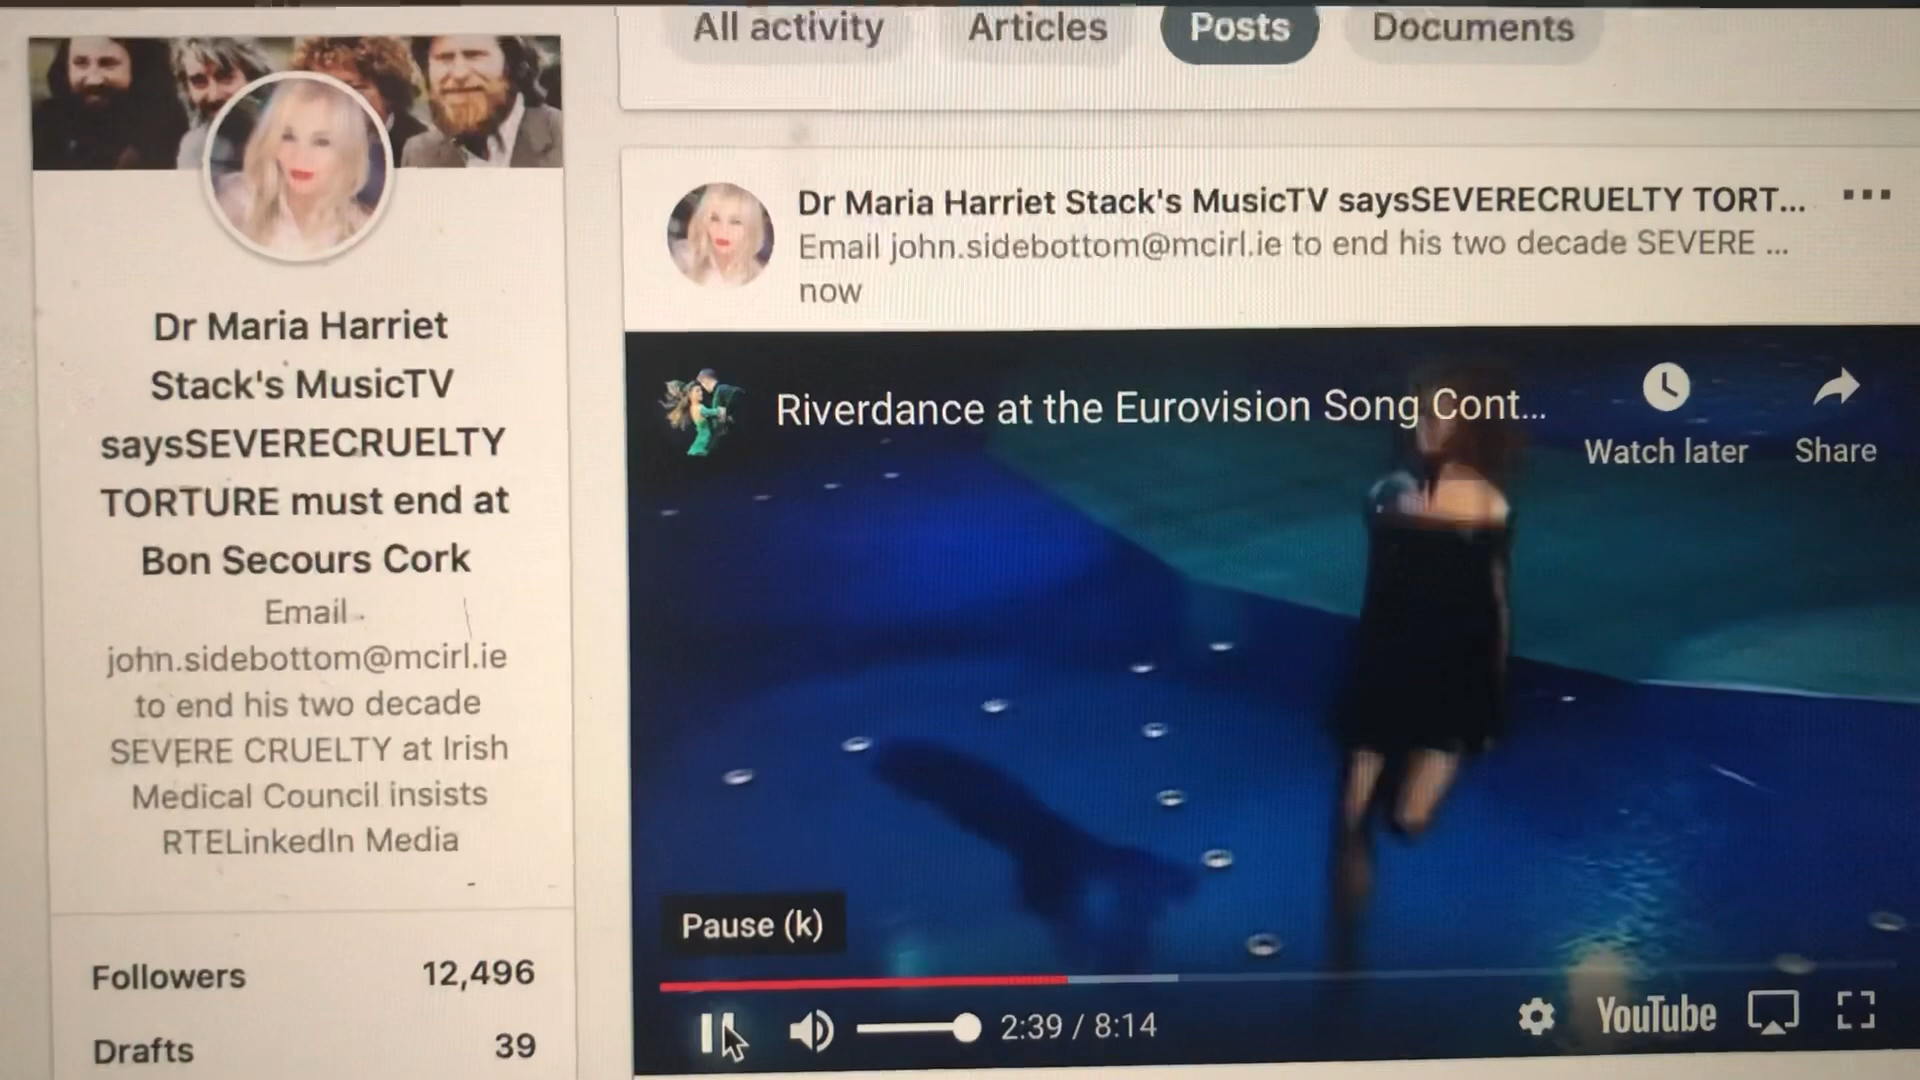 All activity
Articles
Posts
Documents
Dr Maria Harriet
Stack's MusicTV
saysSEVERECRUELTY
TORTURE must end at
Bon Secours Cork
Email
john.sidebottom@mcirl.ie
to end his two decade
SEVERE CRUELTY at Irish
Medical Council insists
RTELinkedIn Media
Followers 12,496
Drafts 39
Dr Maria Harriet Stack's MusicTV saysSEVERECRUELTY TORT...
Email john.sidebottom@mcirl.ie to end his two decade SEVERE ...
now
Riverdance at the Eurovision Song Cont...
Watch later
Share
Pause (k)
2:39 / 8:14
YouTube